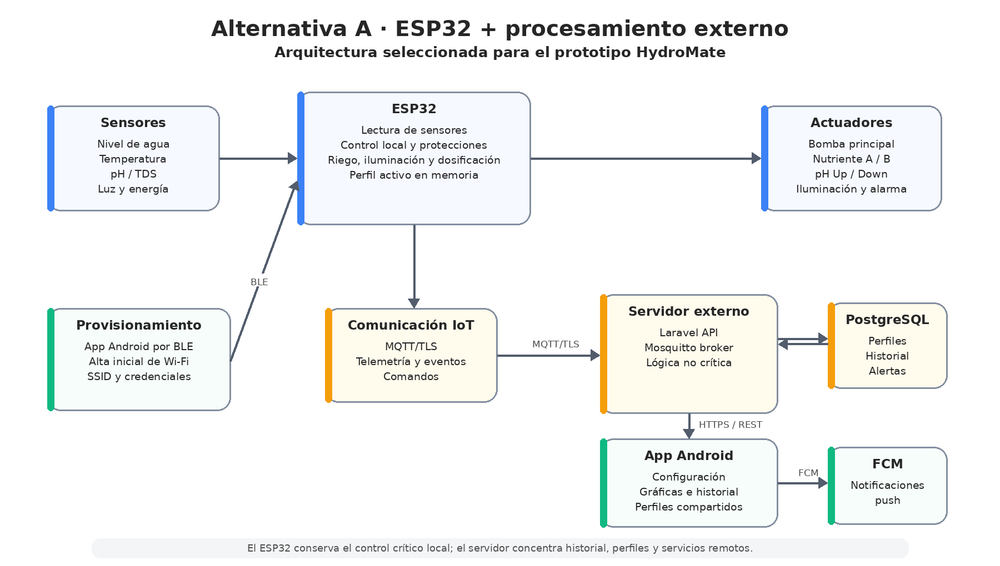 Alternativa A · ESP32 + procesamiento externo
Arquitectura seleccionada para el prototipo HydroMate
Sensores
Nivel de agua
Temperatura
pH / TDS
Luz y energía
ESP32
Lectura de sensores
Control local y protecciones
Riego, iluminación y dosificación
Perfil activo en memoria
Actuadores
Bomba principal
Nutriente A / B
pH Up / Down
Iluminación y alarma
BLE
Provisionamiento
App Android por BLE
Alta inicial de Wi-Fi
SSID y credenciales
Comunicación IoT
MQTT/TLS
Telemetría y eventos
Comandos
MQTT/TLS
Servidor externo
Laravel API
Mosquitto broker
Lógica no crítica
PostgreSQL
Perfiles
Historial
Alertas
HTTPS / REST
App Android
Configuración
Gráficas e historial
Perfiles compartidos
FCM
FCM
Notificaciones
push
El ESP32 conserva el control crítico local; el servidor concentra historial, perfiles y servicios remotos.